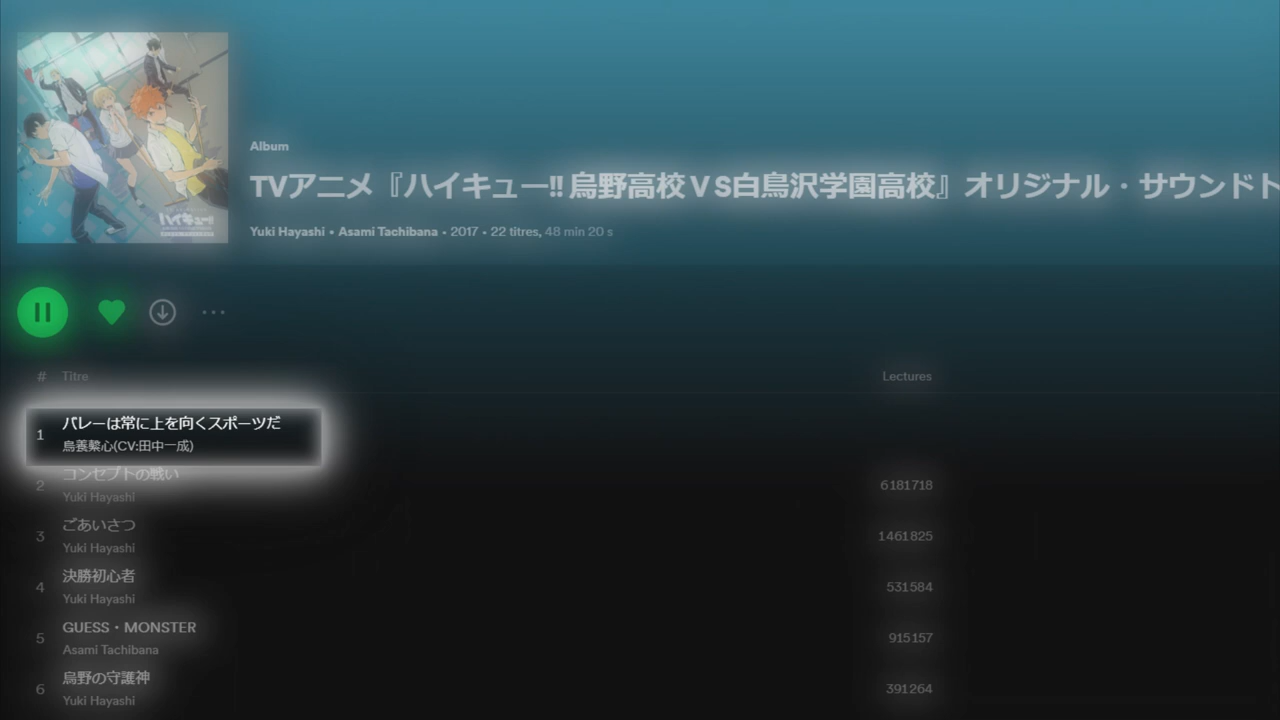 Album
TVアニメ『ハイキュー!! 烏野高校ＶS白鳥沢学園高校』オリジナル・サウンドト
Yuki Hayashi • Asami Tachibana • 2017 • 22 titres, 48 min 20 s
ハイキュー!!
# Titre Lectures
1 バレーは常に上を向くスポーツだ
烏養繋心(CV:田中一成)
2 コンセプトの戦い 6181718
Yuki Hayashi
3 ごあいさつ 1461825
Yuki Hayashi
4 決勝初心者 531584
Yuki Hayashi
5 GUESS・MONSTER 915157
Asami Tachibana
6 烏野の守護神 391264
Yuki Hayashi